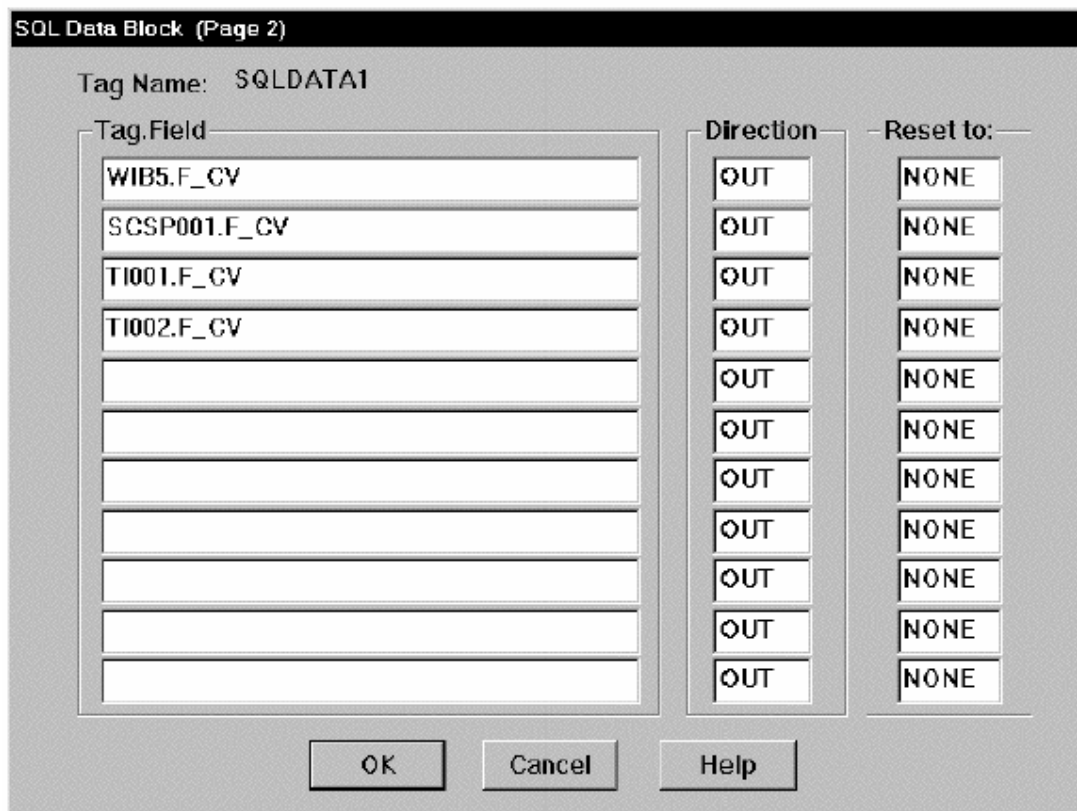 SQL Data Block (Page 2)
Tag Name: SQLDATA1
Tag.Field Direction Reset to:
WIB5.F_CV OUT NONE
SCSP001.F_CV OUT NONE
TI001.F_CV OUT NONE
TI002.F_CV OUT NONE
OUT NONE
OUT NONE
OUT NONE
OUT NONE
OUT NONE
OUT NONE
OUT NONE
OK Cancel Help